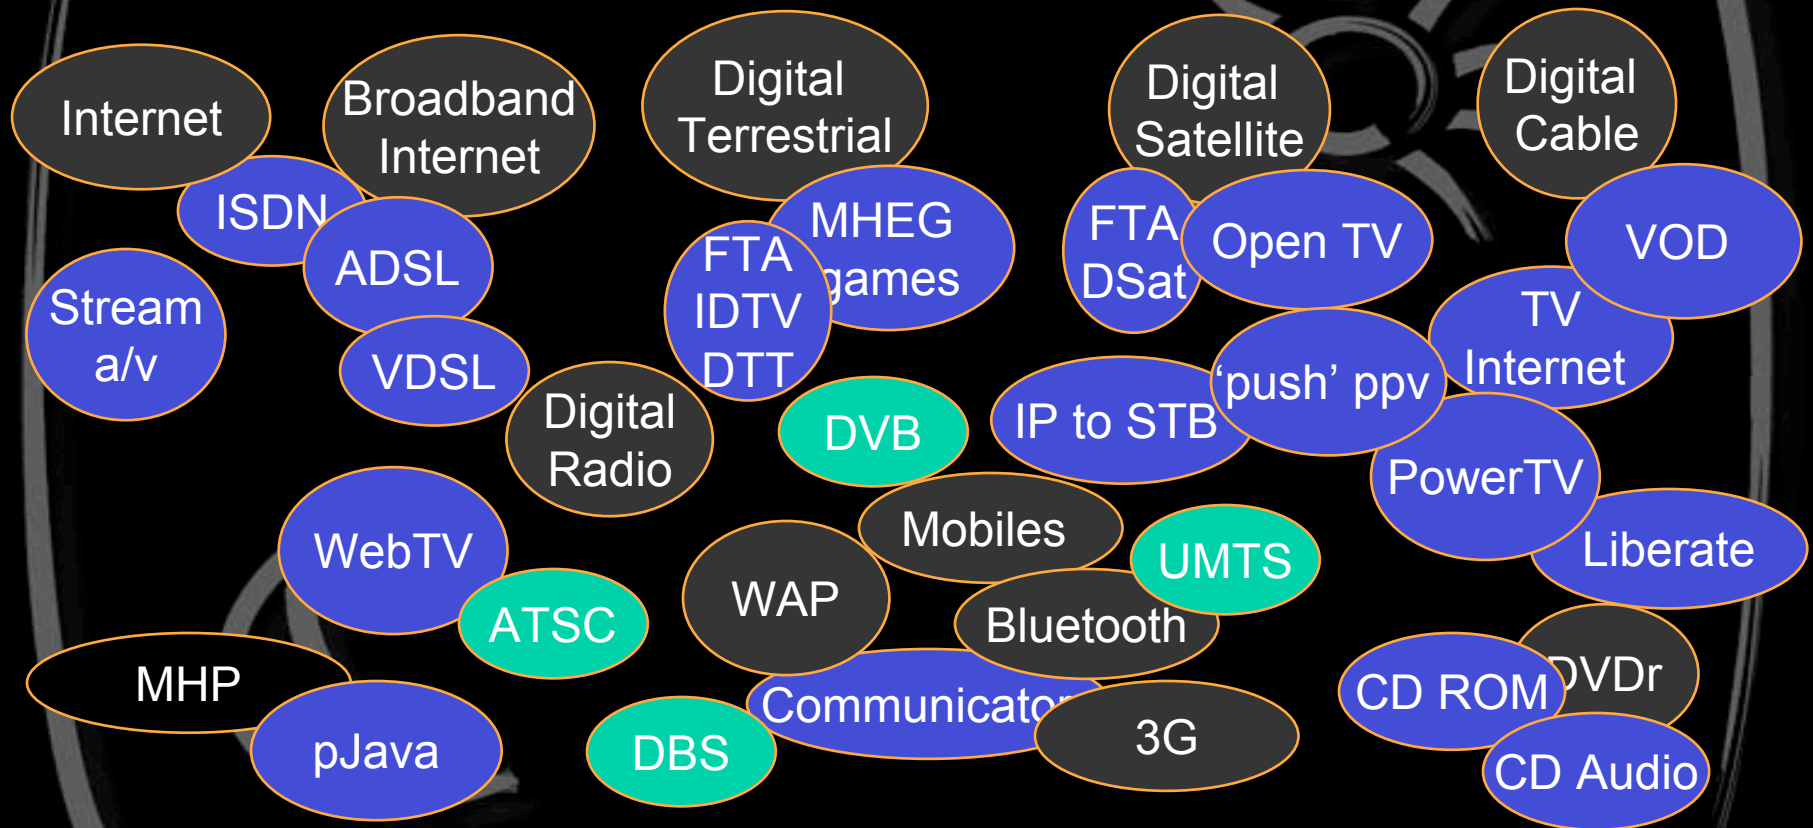 Internet
Broadband
Internet
Digital
Terrestrial
Digital
Satellite
Digital
Cable
ISDN
ADSL
VDSL
Stream
a/v
FTA
IDTV
DTT
MHEG
games
FTA
DSat
Open TV
VOD
TV
Internet
'push' ppv
IP to STB
PowerTV
Liberate
Digital
Radio
DVB
Mobiles
UMTS
WebTV
ATSC
WAP
Bluetooth
MHP
pJava
DBS
Communicator
3G
CD ROM
DVDr
CD Audio